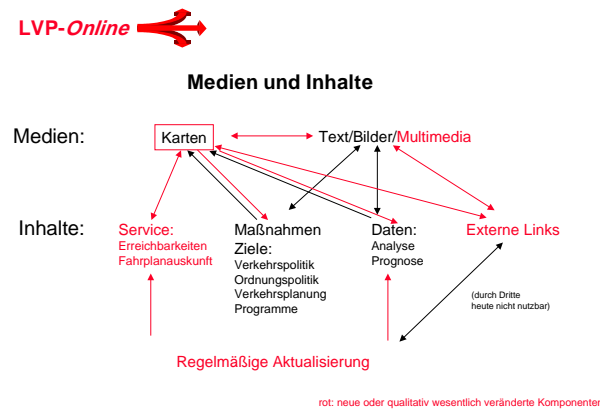 LVP-Online
Medien und Inhalte
Medien: Karten Text/Bilder/Multimedia
Inhalte: Service: Maßnahmen Daten: Externe Links
Erreichbarkeiten Ziele: Analyse
Fahrplanauskunft Verkehrspolitik Prognose
Ordnungspolitik
Verkehrsplanung
Programme
(durch Dritte
heute nicht nutzbar)
Regelmäßige Aktualisierung
rot: neue oder qualitativ wesentlich veränderte Komponenten